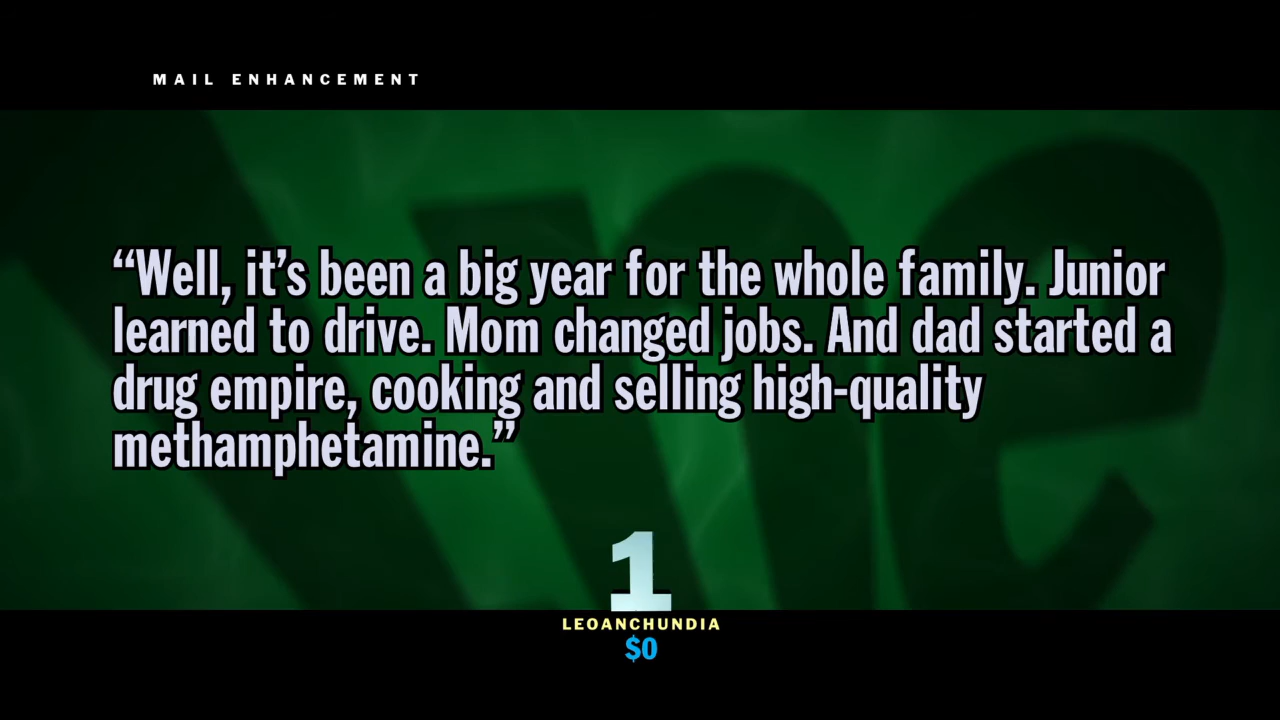 MAIL ENHANCEMENT
“Well, it’s been a big year for the whole family. Junior
learned to drive. Mom changed jobs. And dad started a
drug empire, cooking and selling high-quality
methamphetamine.”
1
LEOANCHUNDIA
$0